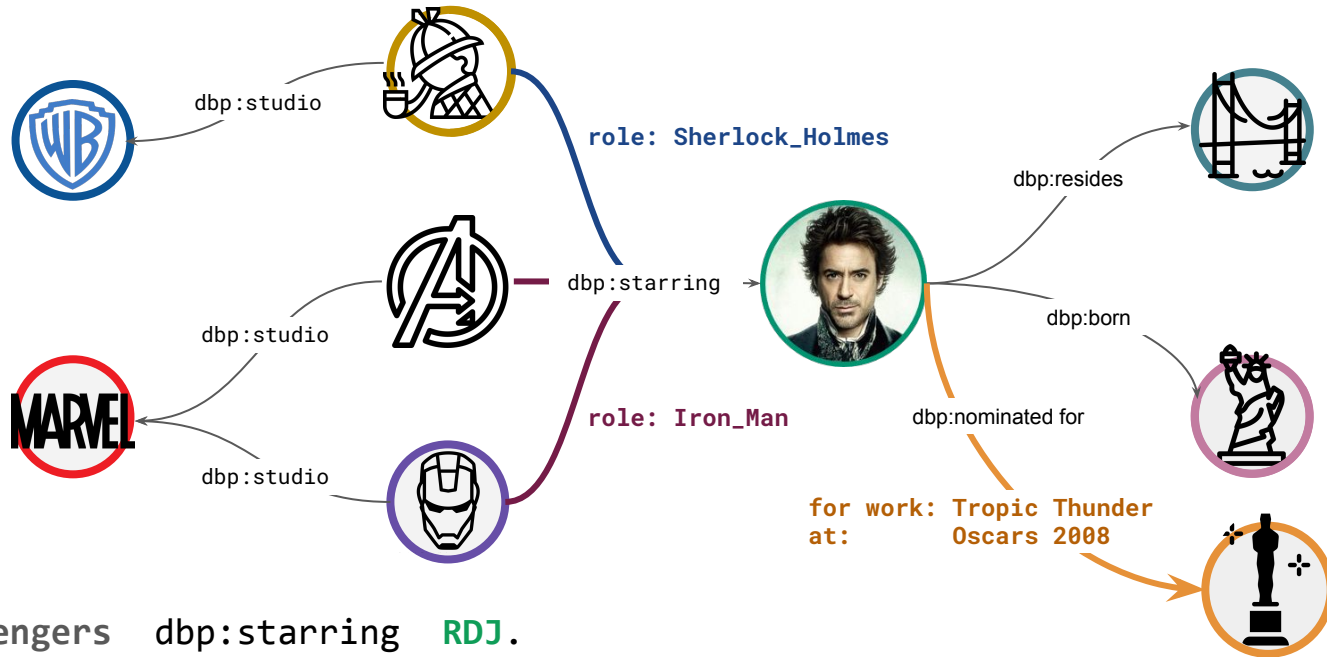 dbp:studio
WB
role: Sherlock_Holmes
dbp:resides
dbp:starring
dbp:studio
dbp:born
MARVEL
role: Iron_Man
dbp:nominated for
dbp:studio
for work: Tropic Thunder
at: Oscars 2008
engers dbp:starring RDJ.